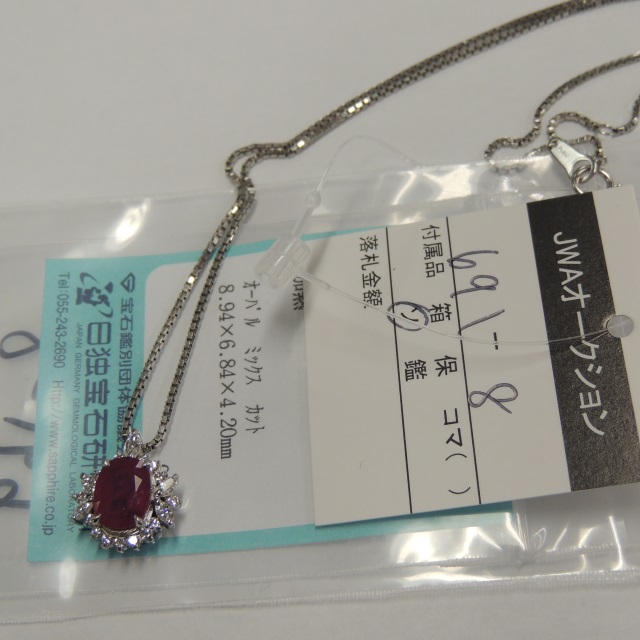 JWAオークション
691-8
付属品 箱 保 コマ( )
鑑
落札金額
オーバル ミックス カット
8.94×6.84×4.20mm
宝石鑑別団体協
日独宝石研
JAPAN GERMANY GEMMOLOGICAL LABORATORY
Tel:055-243-2690 Http://www.sapphire.co.jp